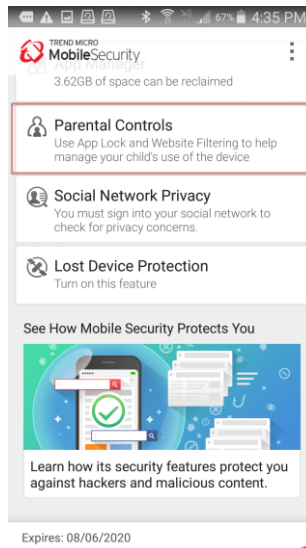 67% 4:35 PM
TREND MICRO
MobileSecurity
App Manager
3.62GB of space can be reclaimed
Parental Controls
Use App Lock and Website Filtering to help
manage your child's use of the device
Social Network Privacy
You must sign into your social network to
check for privacy concerns.
Lost Device Protection
Turn on this feature
See How Mobile Security Protects You
Learn how its security features protect you
against hackers and malicious content.
Expires: 08/06/2020